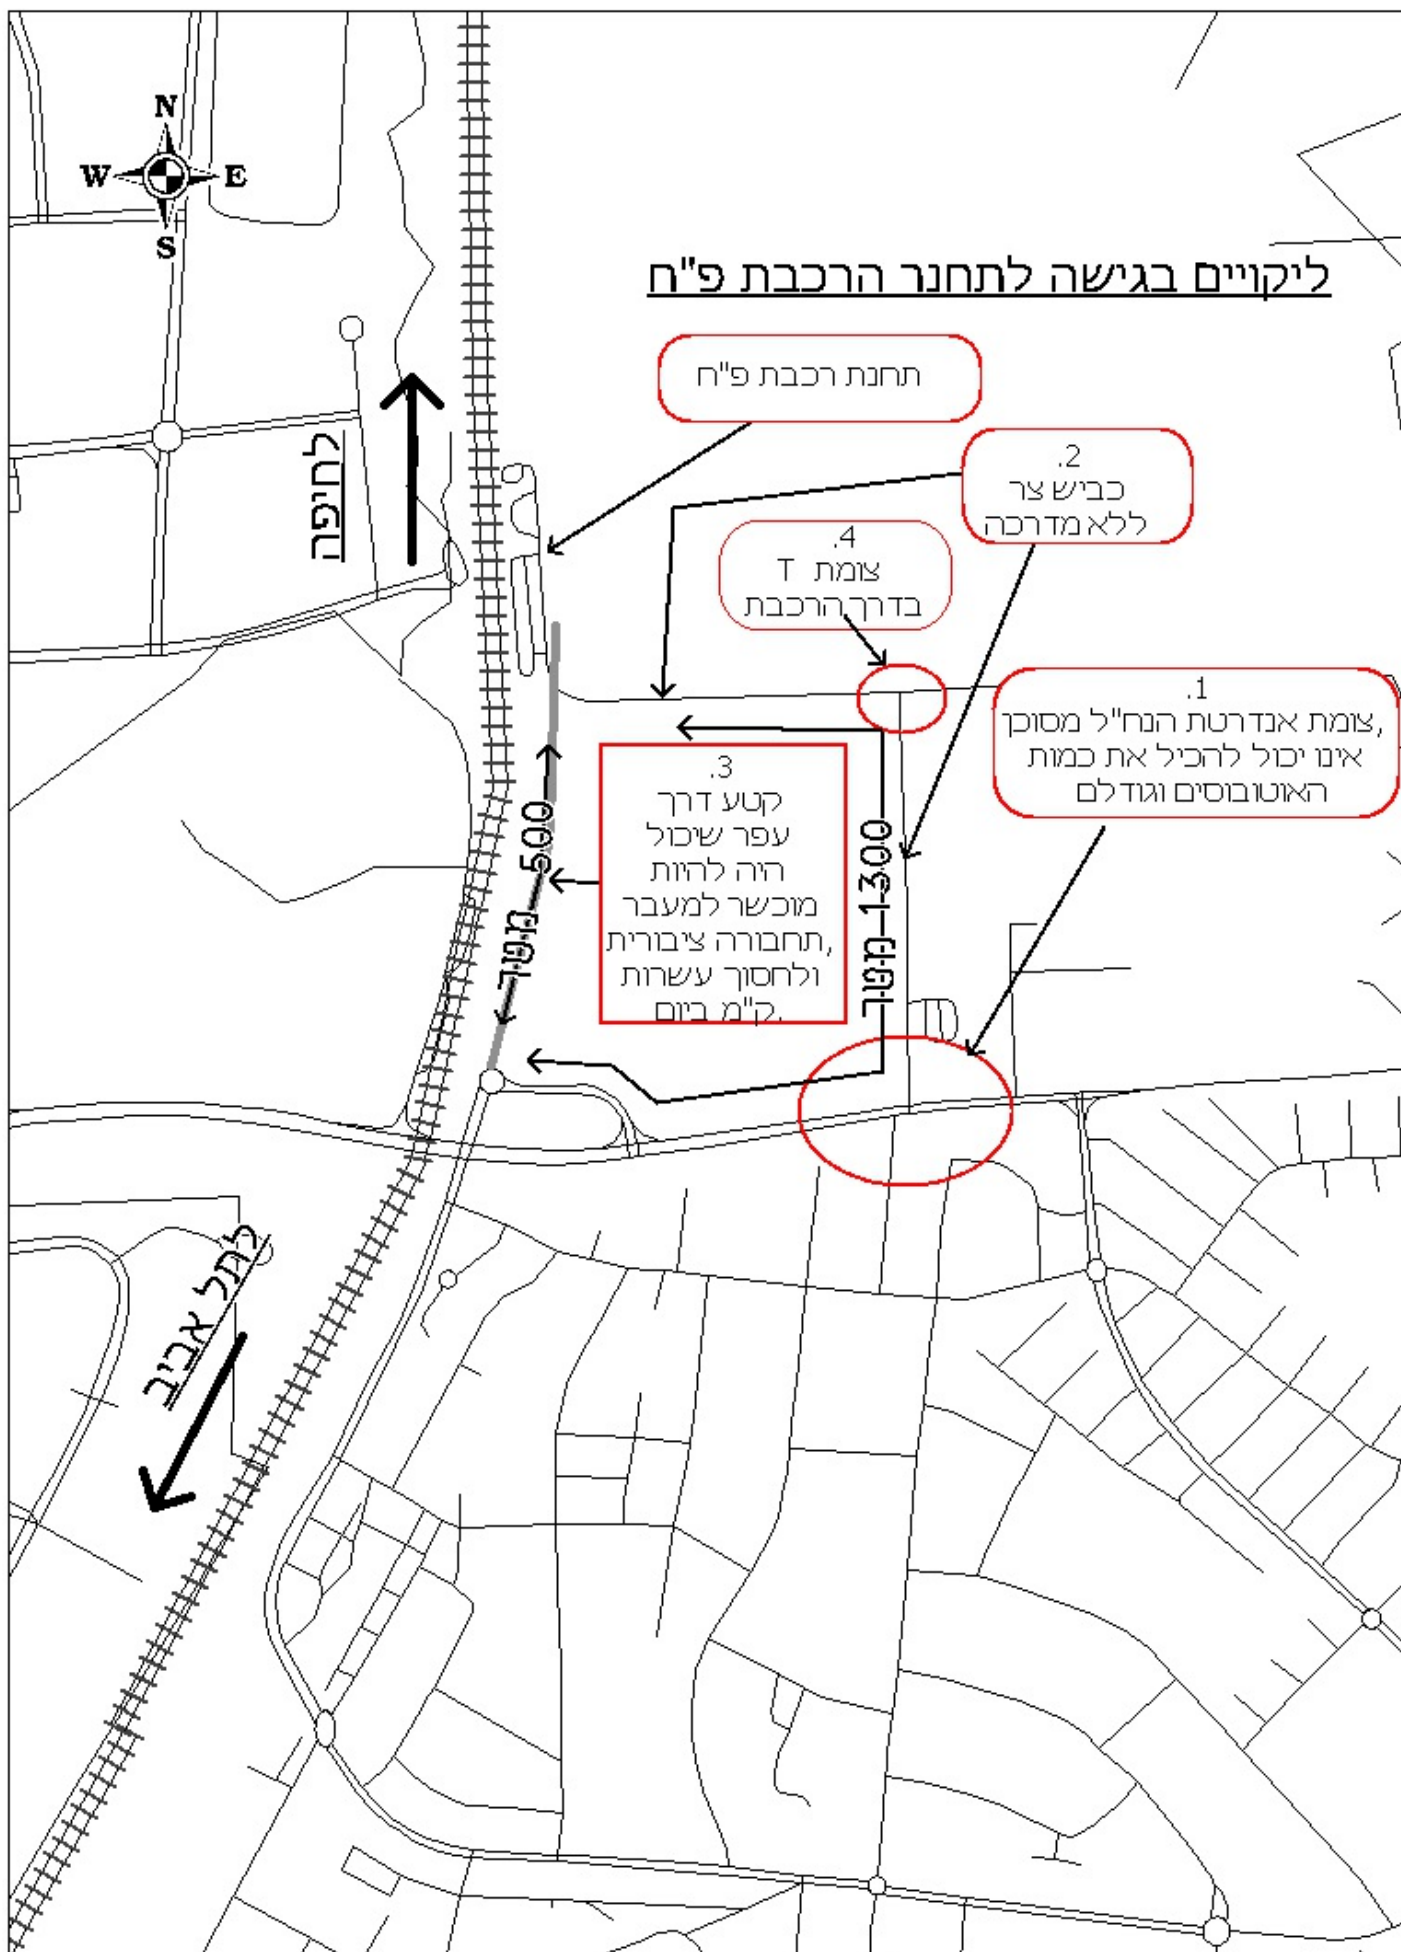 N
W E
S
ליקויים בגישה לתחנר הרכבת פ"ח
תחנת רכבת פ"ח
.2
כביש צר
ללא מדרכה
.4
צומת T
בדרך הרכבת
.1
צומת אנדרטת הנח"ל מסוכן,
אינו יכול להכיל את כמות
האוטובוסים וגודלם
.3
קטע דרך
עפר שיכול
היה להיות
מוכשר למעבר
תחבורה ציבורית,
ולחסוך עשרות
ק"מ ביום.
500 מטר
1300 מטר
לחיפה
לתל אביב